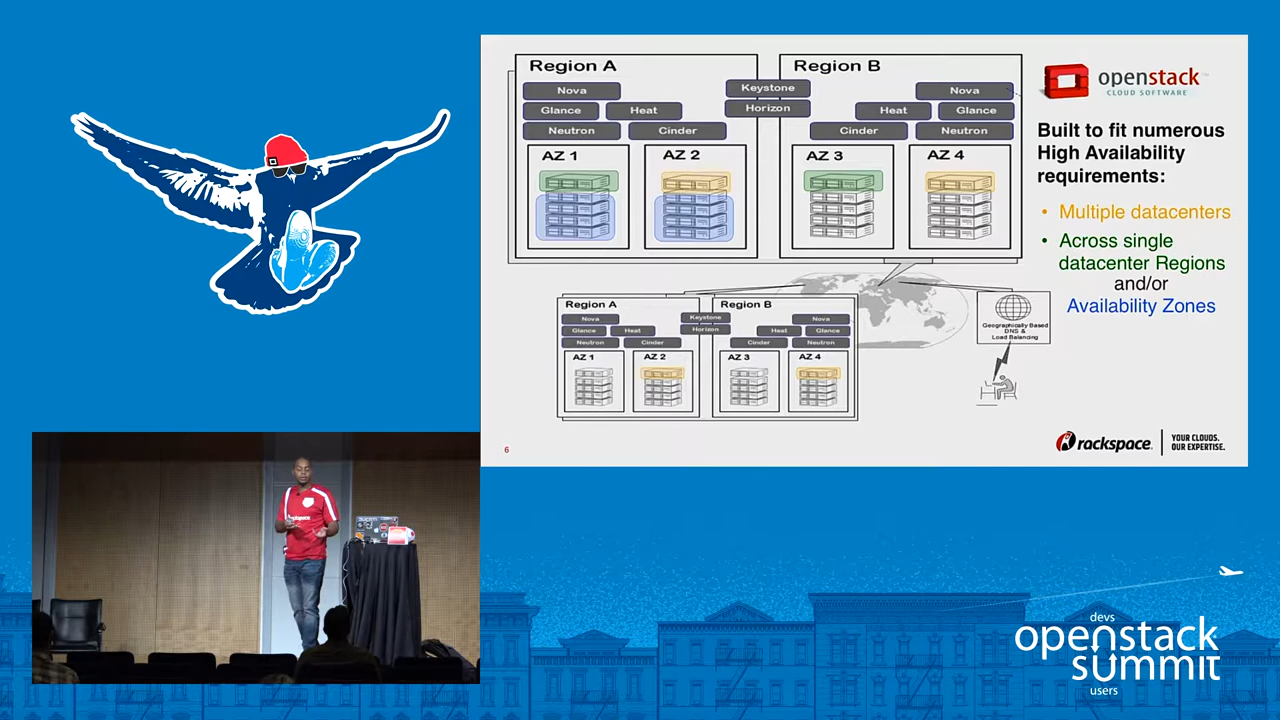 Region A
Nova
Glance
Heat
Neutron
Cinder
AZ 1
AZ 2
Keystone
Horizon
Region B
Nova
Heat
Glance
Cinder
Neutron
AZ 3
AZ 4
Region A
Nova
Glance
Heat
Neutron
Cinder
AZ 1
AZ 2
Keystone
Horizon
Region B
Nova
Heat
Glance
Cinder
Neutron
AZ 3
AZ 4
Geographically Based
DNS &
Load Balancing
openstack
CLOUD SOFTWARE
Built to fit numerous
High Availability
requirements:
• Multiple datacenters
• Across single
datacenter Regions
and/or
Availability Zones
6
rackspace.
YOUR CLOUDS.
OUR EXPERTISE.
devs
openstack
summit
users